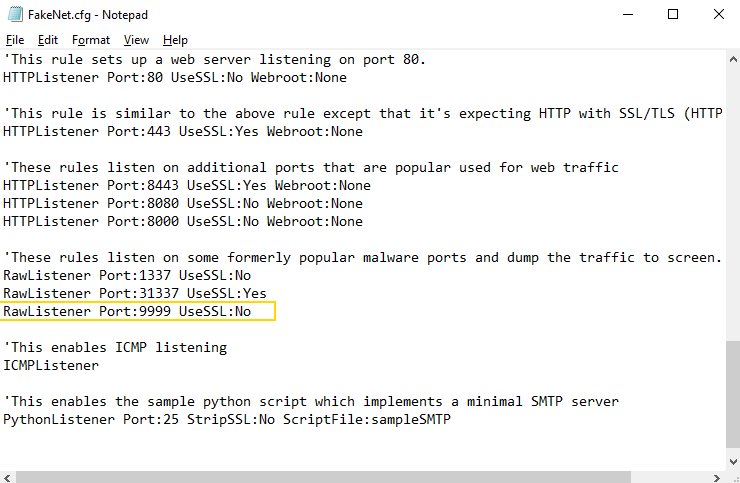 FakeNet.cfg - Notepad
File Edit Format View Help
'This rule sets up a web server listening on port 80.
HTTPListener Port:80 UseSSL:No Webroot:None
'This rule is similar to the above rule except that it's expecting HTTP with SSL/TLS (HTTP
HTTPListener Port:443 UseSSL:Yes Webroot:None
'These rules listen on additional ports that are popular used for web traffic
HTTPListener Port:8443 UseSSL:Yes Webroot:None
HTTPListener Port:8080 UseSSL:No Webroot:None
HTTPListener Port:8000 UseSSL:No Webroot:None
'These rules listen on some formerly popular malware ports and dump the traffic to screen.
RawListener Port:1337 UseSSL:No
RawListener Port:31337 UseSSL:Yes
RawListener Port:9999 UseSSL:No
'This enables ICMP listening
ICMPListener
'This enables the sample python script which implements a minimal SMTP server
PythonListener Port:25 StripSSL:No ScriptFile:sampleSMTP